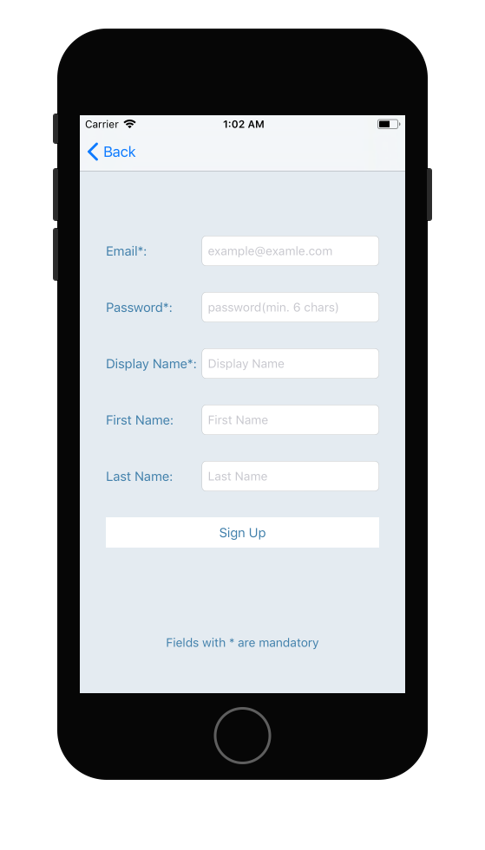 Carrier 1:02 AM
Back
Email*: example@examle.com
Password*: password(min. 6 chars)
Display Name*: Display Name
First Name: First Name
Last Name: Last Name
Sign Up
Fields with * are mandatory